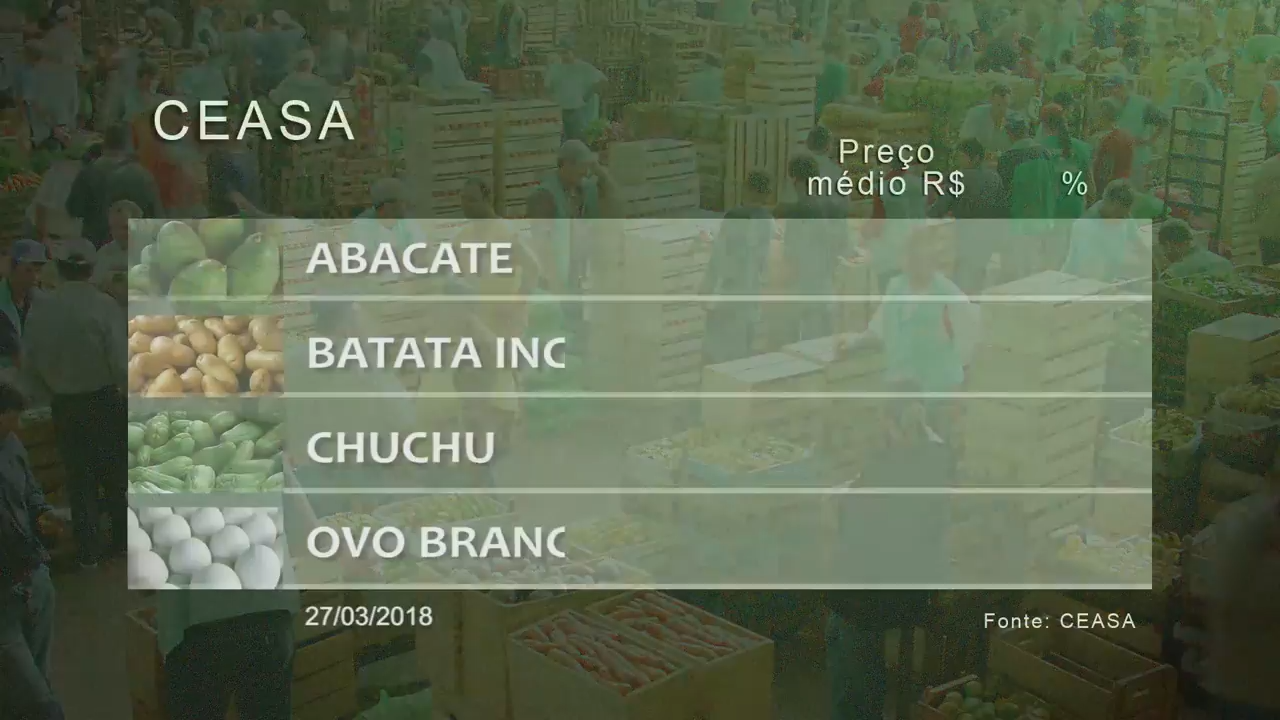 CEASA
Preço
médio R$ %
ABACATE
BATATA INC
CHUCHU
OVO BRANC
27/03/2018
Fonte: CEASA